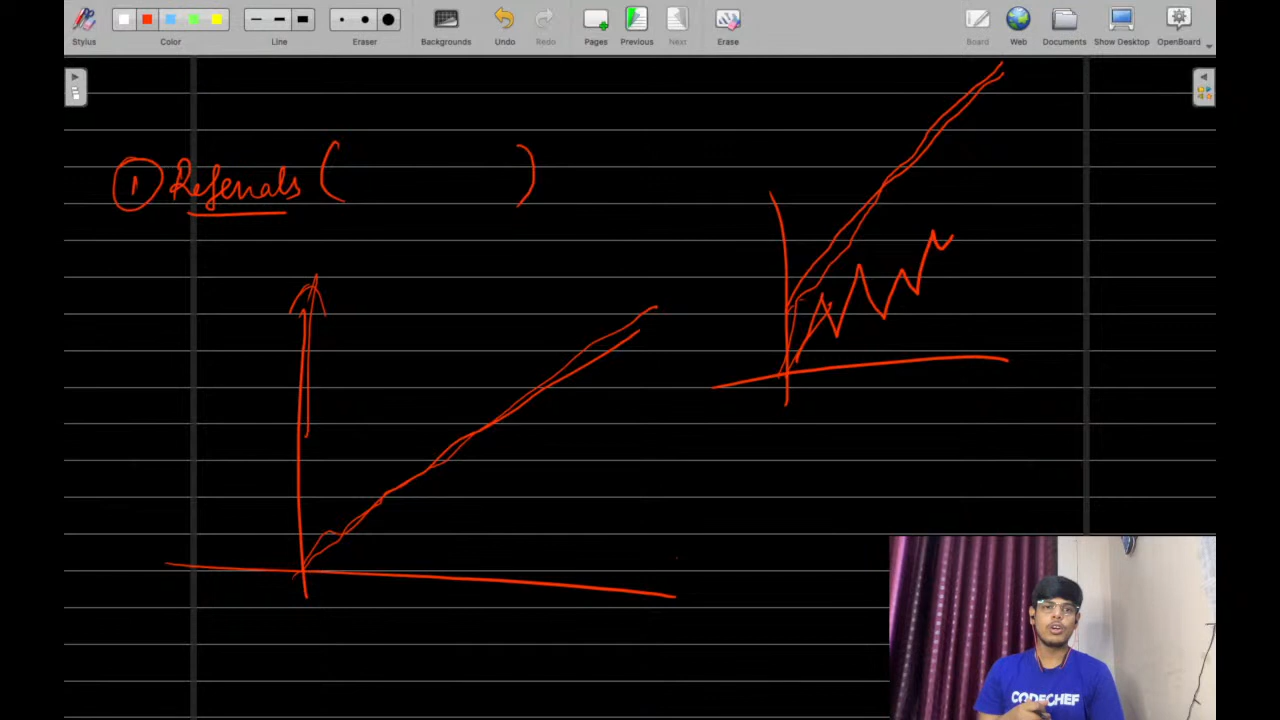 Stylus
Color
Line
Eraser
Backgrounds
Undo
Redo
Pages
Previous
Next
Erase
Board
Web
Documents
Show Desktop
OpenBoard
① Referrals ( )
CODECHEF